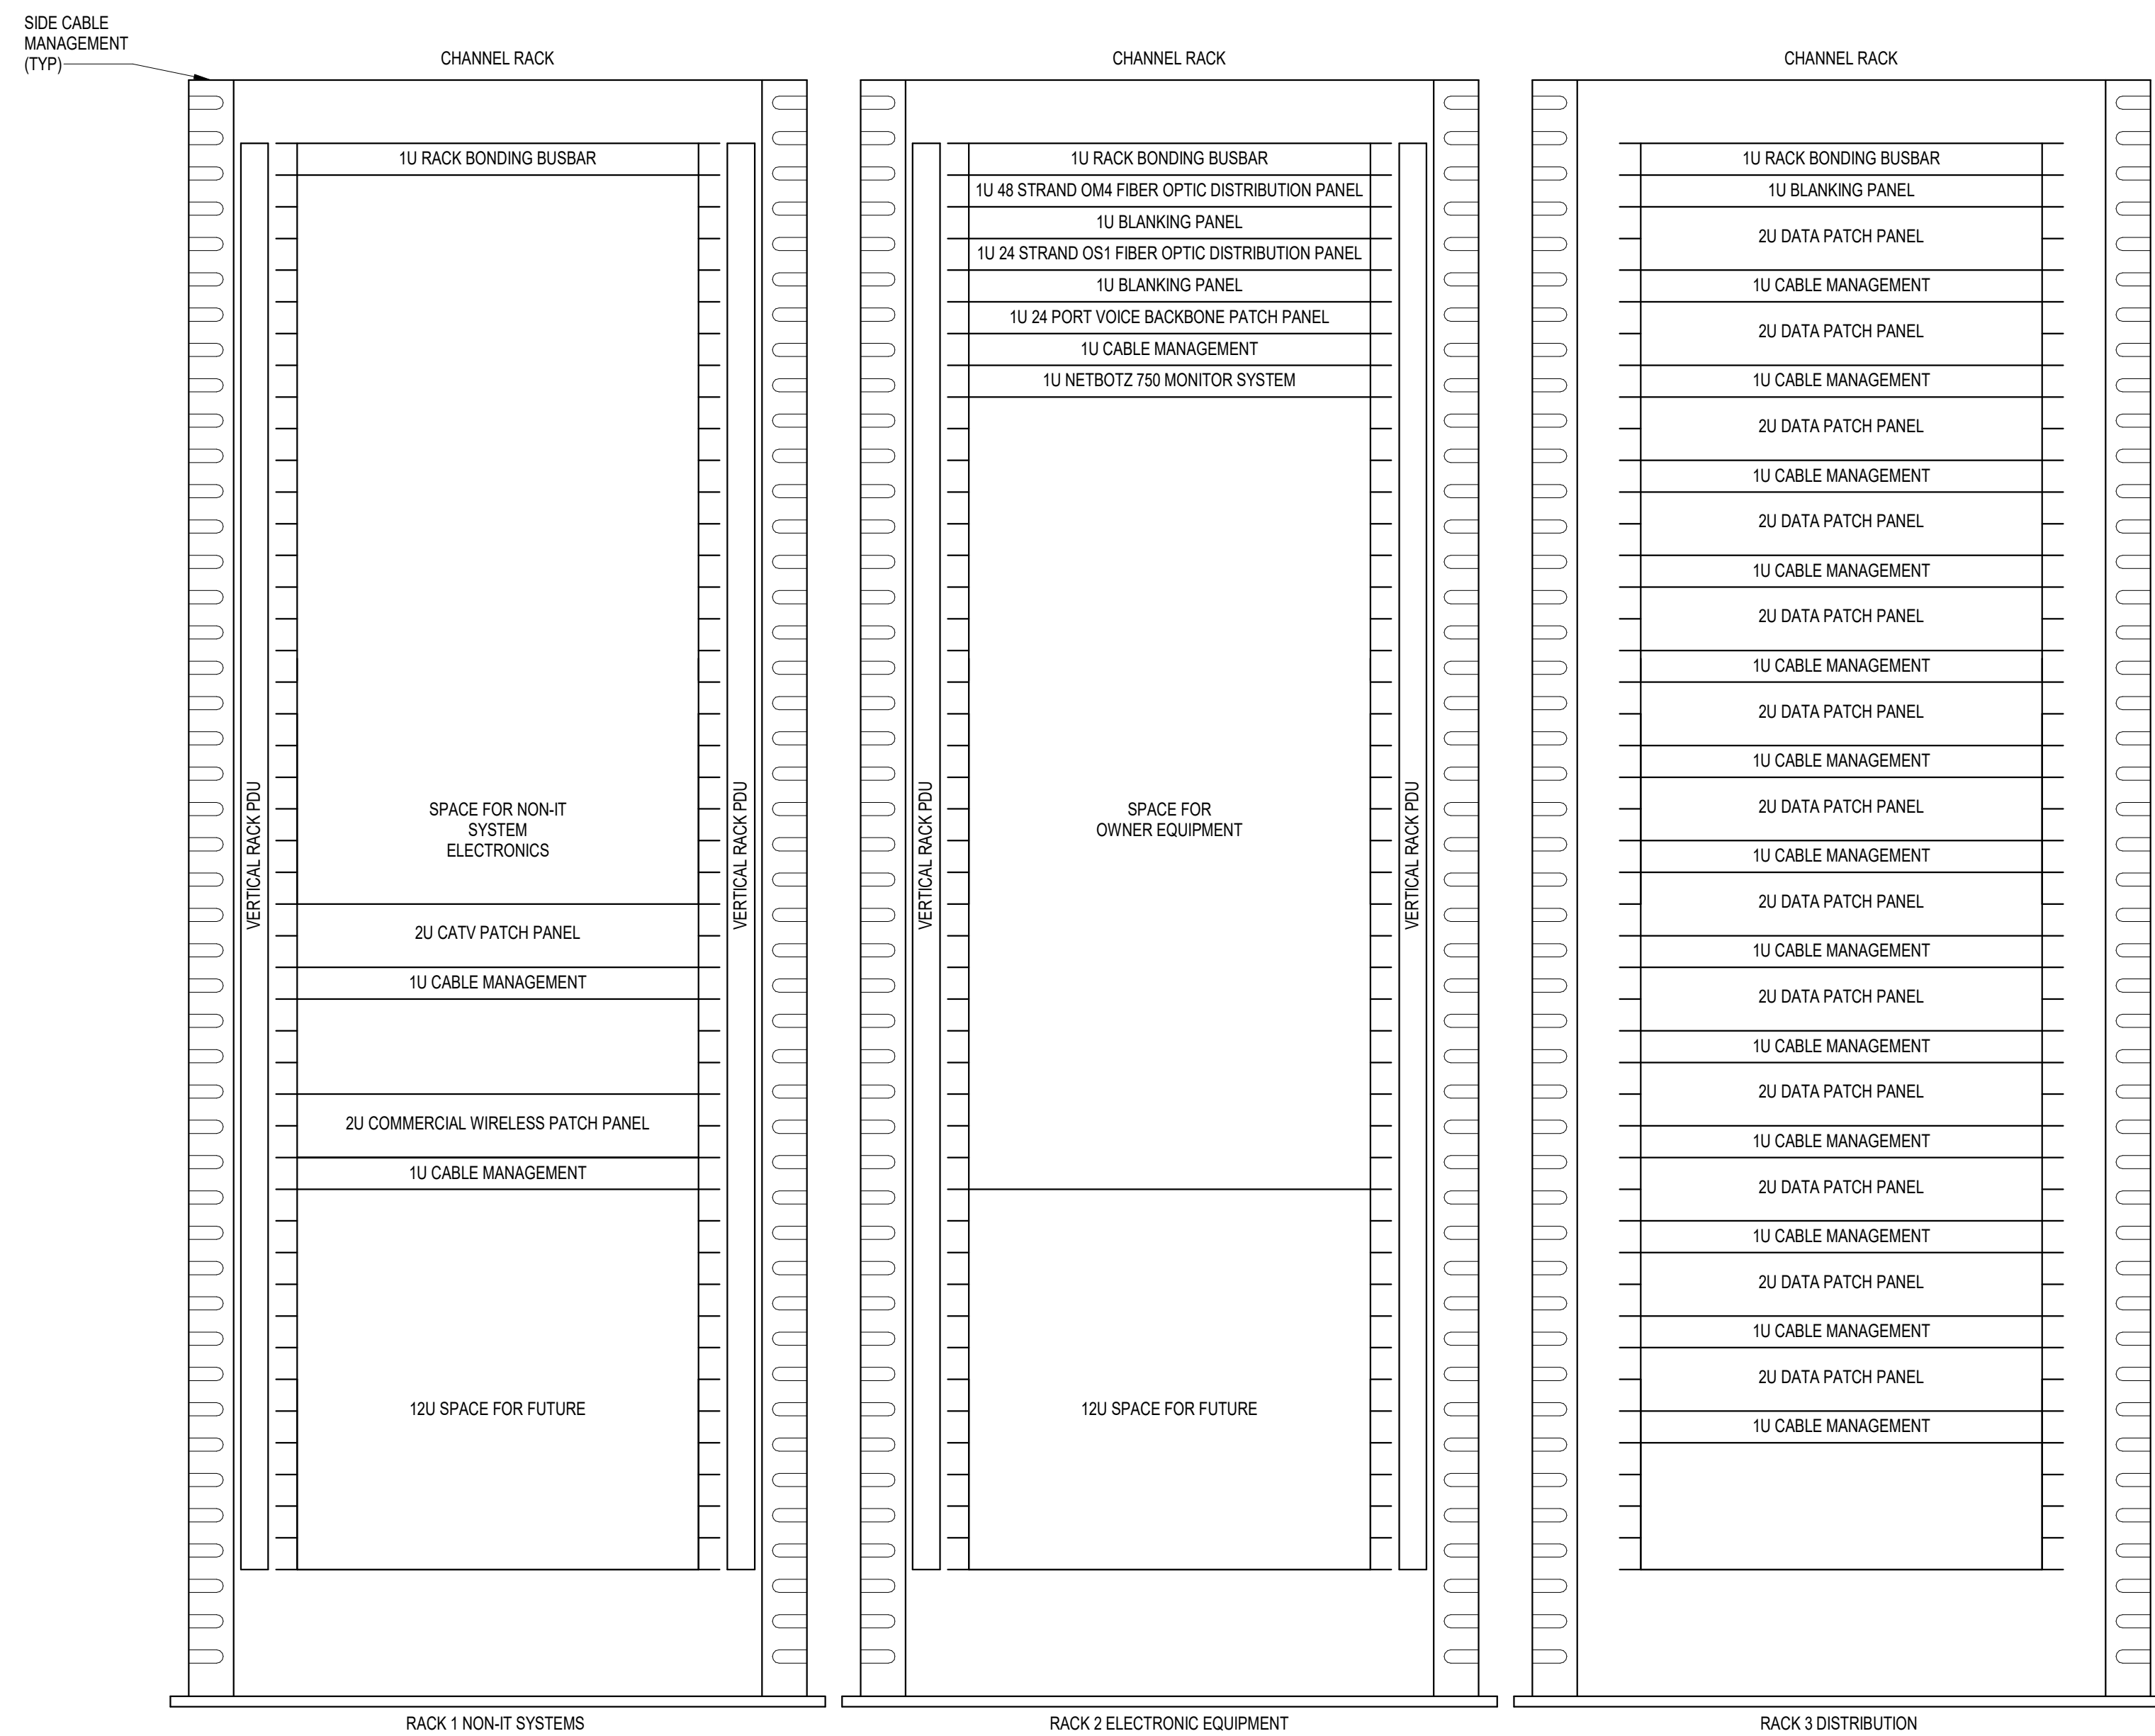 SIDE CABLE
MANAGEMENT
(TYP)
CHANNEL RACK
1U RACK BONDING BUSBAR
VERTICAL RACK PDU
SPACE FOR NON-IT
SYSTEM
ELECTRONICS
VERTICAL RACK PDU
2U CATV PATCH PANEL
1U CABLE MANAGEMENT
2U COMMERCIAL WIRELESS PATCH PANEL
1U CABLE MANAGEMENT
12U SPACE FOR FUTURE
RACK 1 NON-IT SYSTEMS
CHANNEL RACK
1U RACK BONDING BUSBAR
1U 48 STRAND OM4 FIBER OPTIC DISTRIBUTION PANEL
1U BLANKING PANEL
1U 24 STRAND OS1 FIBER OPTIC DISTRIBUTION PANEL
1U BLANKING PANEL
1U 24 PORT VOICE BACKBONE PATCH PANEL
1U CABLE MANAGEMENT
1U NETBOTZ 750 MONITOR SYSTEM
VERTICAL RACK PDU
SPACE FOR
OWNER EQUIPMENT
VERTICAL RACK PDU
12U SPACE FOR FUTURE
RACK 2 ELECTRONIC EQUIPMENT
CHANNEL RACK
1U RACK BONDING BUSBAR
1U BLANKING PANEL
2U DATA PATCH PANEL
1U CABLE MANAGEMENT
2U DATA PATCH PANEL
1U CABLE MANAGEMENT
2U DATA PATCH PANEL
1U CABLE MANAGEMENT
2U DATA PATCH PANEL
1U CABLE MANAGEMENT
2U DATA PATCH PANEL
1U CABLE MANAGEMENT
2U DATA PATCH PANEL
1U CABLE MANAGEMENT
2U DATA PATCH PANEL
1U CABLE MANAGEMENT
2U DATA PATCH PANEL
1U CABLE MANAGEMENT
2U DATA PATCH PANEL
1U CABLE MANAGEMENT
2U DATA PATCH PANEL
1U CABLE MANAGEMENT
2U DATA PATCH PANEL
1U CABLE MANAGEMENT
2U DATA PATCH PANEL
1U CABLE MANAGEMENT
2U DATA PATCH PANEL
1U CABLE MANAGEMENT
RACK 3 DISTRIBUTION